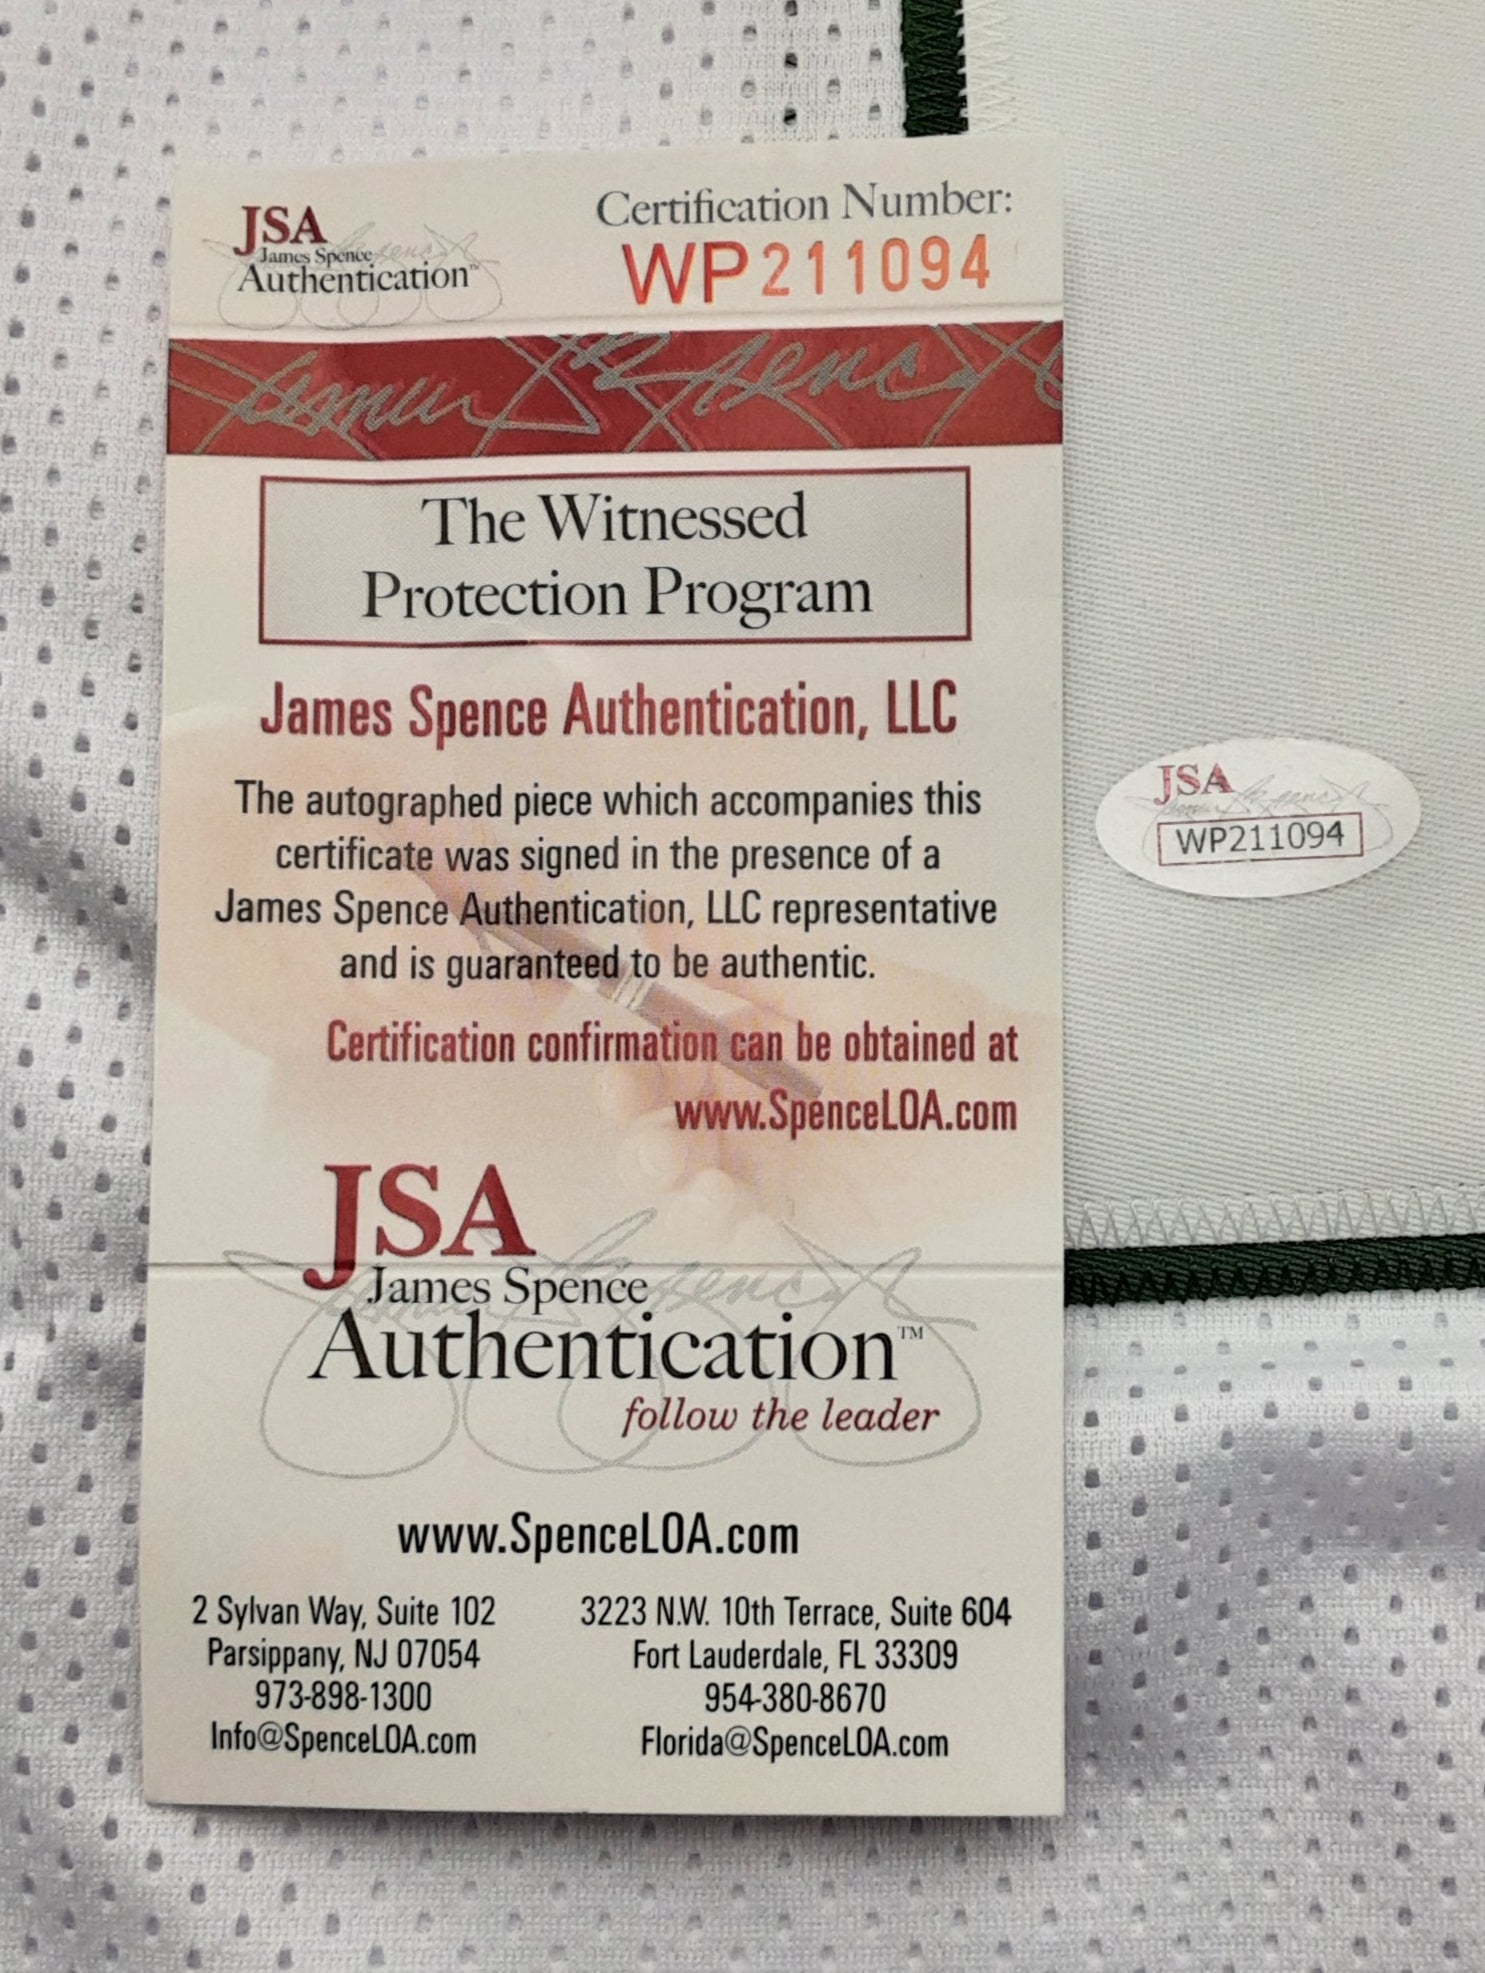 JSA
James Spence
Authentication™
Certification Number:
WP211094
The Witnessed
Protection Program
James Spence Authentication, LLC
The autographed piece which accompanies this
certificate was signed in the presence of a
James Spence Authentication, LLC representative
and is guaranteed to be authentic.
Certification confirmation can be obtained at
www.SpenceLOA.com
JSA
James Spence
Authentication™
follow the leader
www.SpenceLOA.com
2 Sylvan Way, Suite 102
Parsippany, NJ 07054
973-898-1300
Info@SpenceLOA.com
3223 N.W. 10th Terrace, Suite 604
Fort Lauderdale, FL 33309
954-380-8670
Florida@SpenceLOA.com
JSA
WP211094